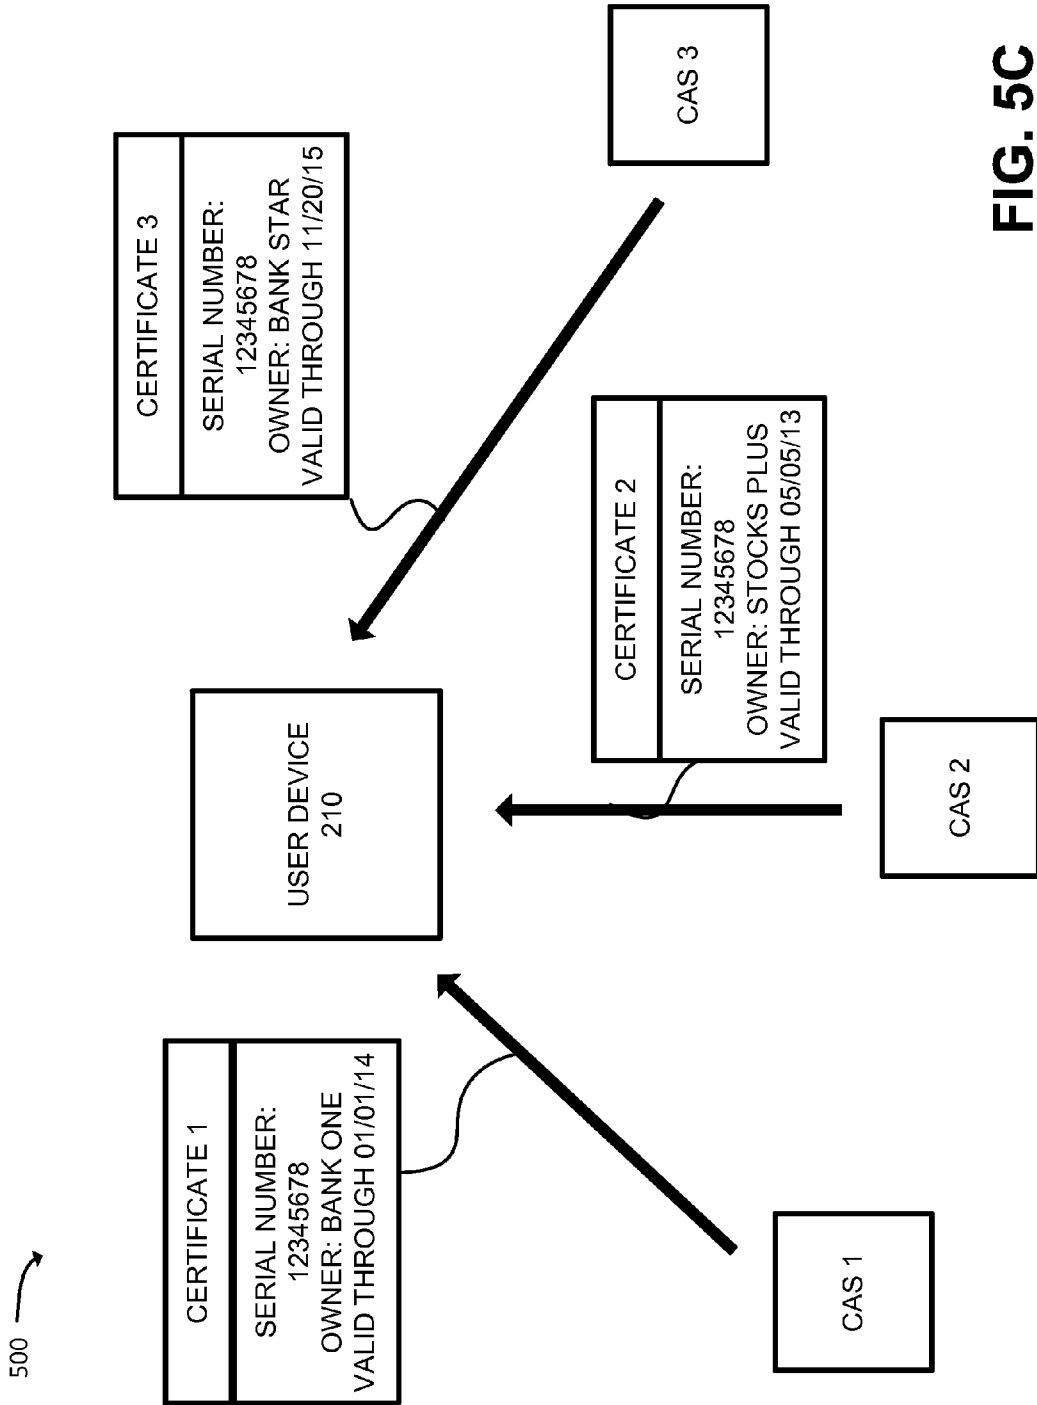 500
CERTIFICATE 1
SERIAL NUMBER:
12345678
OWNER: BANK ONE
VALID THROUGH 01/01/14
USER DEVICE
210
CERTIFICATE 3
SERIAL NUMBER:
12345678
OWNER: BANK STAR
VALID THROUGH 11/20/15
CERTIFICATE 2
SERIAL NUMBER:
12345678
OWNER: STOCKS PLUS
VALID THROUGH 05/05/13
CAS 1
CAS 2
CAS 3
FIG. 5C